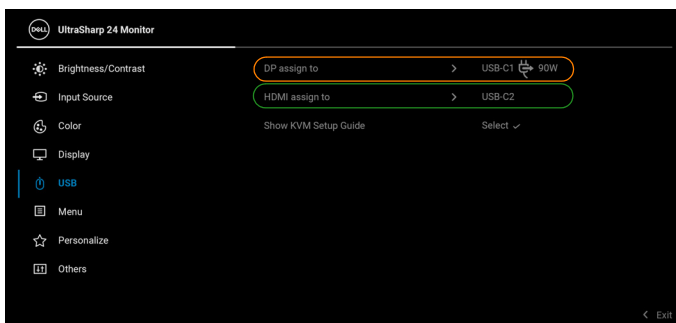 DELL UltraSharp 24 Monitor
Brightness/Contrast DP assign to > USB-C1 90W
Input Source HDMI assign to > USB-C2
Color Show KVM Setup Guide Select ✓
Display
USB
Menu
Personalize
Others
< Exit